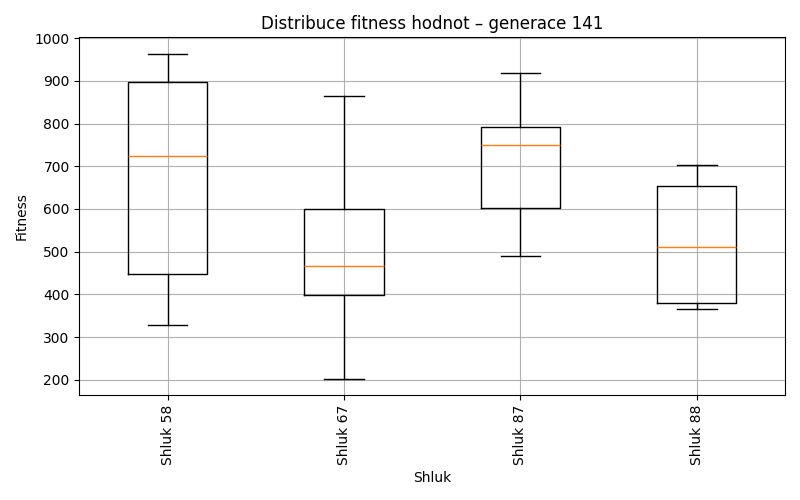 Distribuce fitness hodnot – generace 141
1000
900
800
700
600
500
400
300
200
Fitness
Shluk 58
Shluk 67
Shluk 87
Shluk 88
Shluk